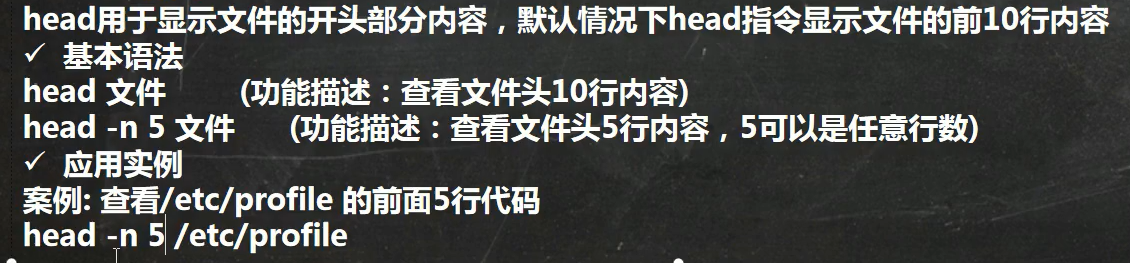 head用于显示文件的开头部分内容，默认情况下head指令显示文件的前10行内容
✓ 基本语法
head 文件 (功能描述：查看文件头10行内容)
head -n 5 文件 (功能描述：查看文件头5行内容，5可以是任意行数)
✓ 应用实例
案例: 查看/etc/profile 的前面5行代码
head -n 5 /etc/profile